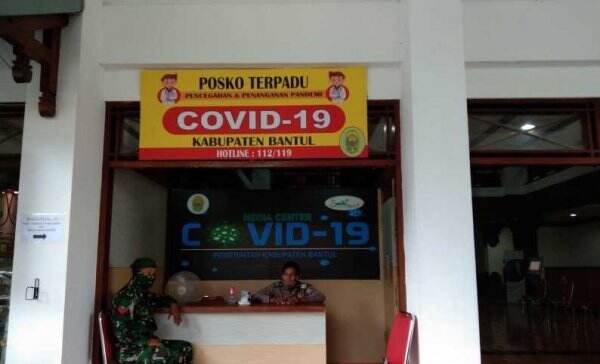 POSKO TERPADU
PENCEGAHAN & PENANGANAN PANDEMI
COVID-19
KABUPATEN BANTUL
HOTLINE : 112/119
MEDIA CENTER
COVID-19
PEMERINTAH KABUPATEN BANTUL